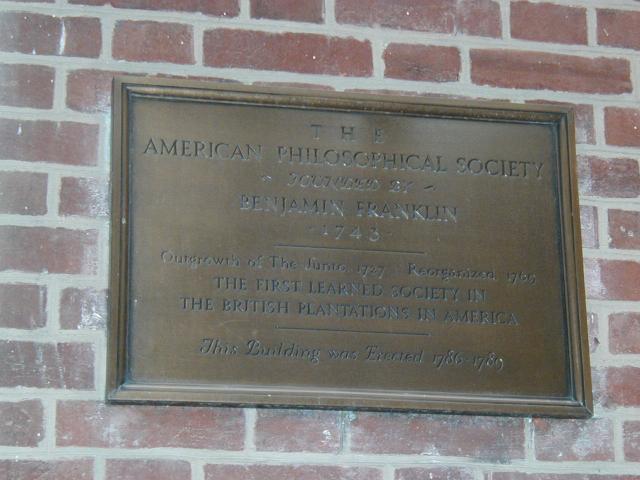 THE
AMERICAN PHILOSOPHICAL SOCIETY
FOUNDED BY
BENJAMIN FRANKLIN
· 1743 ·
Outgrowth of The Junto, 1727 Reorganized, 1769
THE FIRST LEARNED SOCIETY IN
THE BRITISH PLANTATIONS IN AMERICA
This Building was Erected 1786-1789